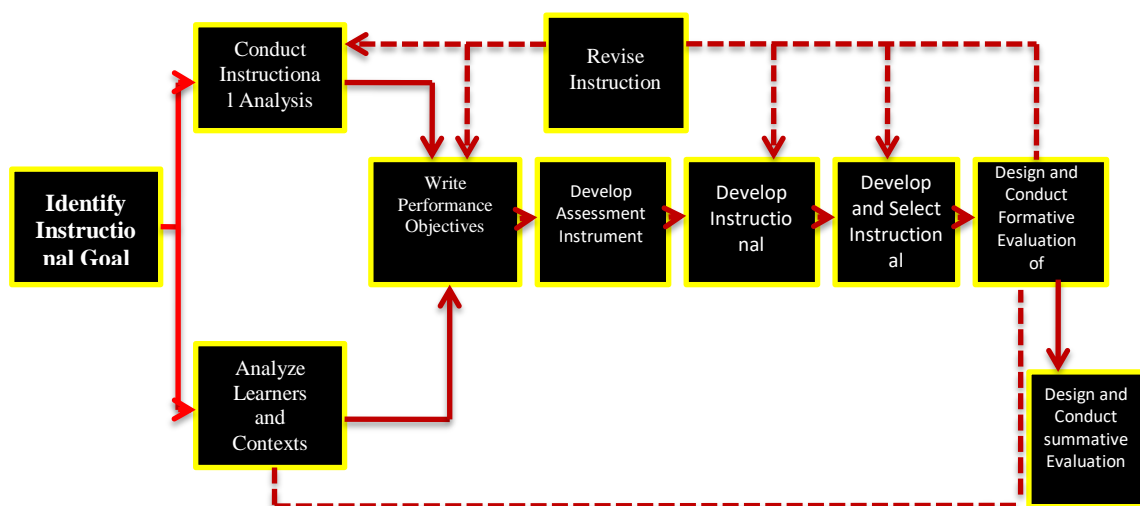 Conduct
Instructiona
l Analysis
Revise
Instruction
Identify
Instructio
nal Goal
Write
Performance
Objectives
Develop
Assessment
Instrument
Develop
Instructio
nal
Develop
and Select
Instruction
al
Design and
Conduct
Formative
Evaluation
of
Analyze
Learners
and
Contexts
Design and
Conduct
summative
Evaluation